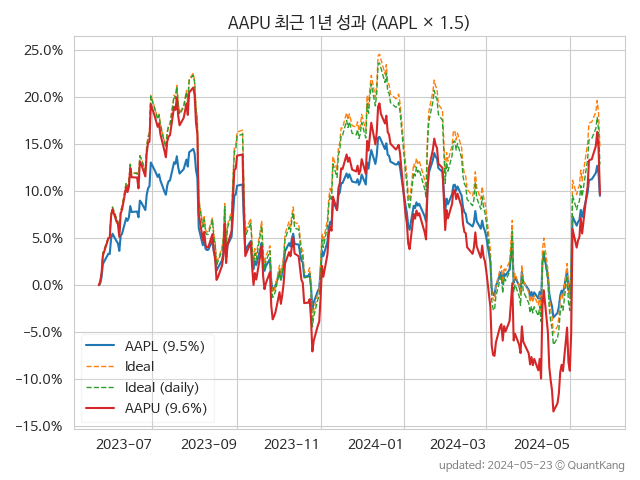 AAPU 최근 1년 성과 (AAPL × 1.5)
25.0%
20.0%
15.0%
10.0%
5.0%
0.0%
−5.0%
−10.0%
−15.0%
AAPL (9.5%)
Ideal
Ideal (daily)
AAPU (9.6%)
2023-07 2023-09 2023-11 2024-01 2024-03 2024-05
updated: 2024-05-23 © QuantKang